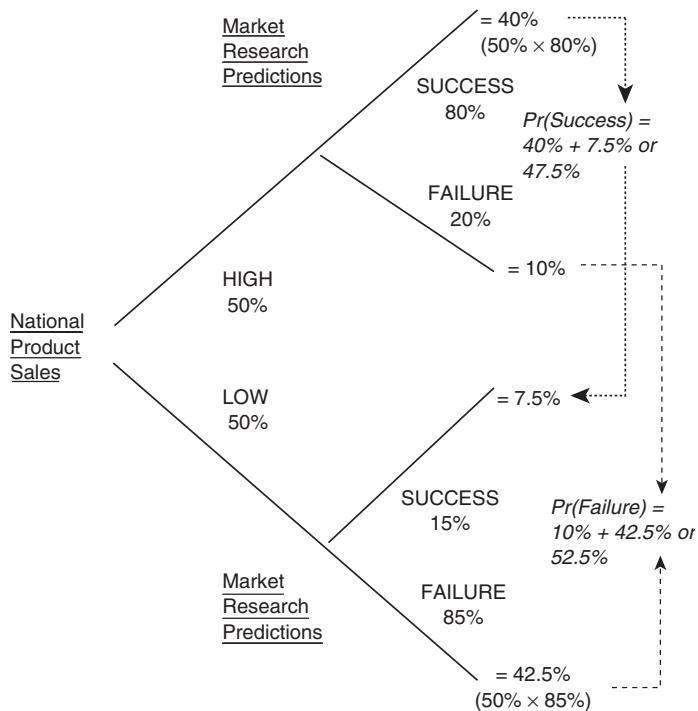 Market
Research
Predictions
= 40%
(50% × 80%)
SUCCESS
80%
Pr(Success) =
40% + 7.5% or
47.5%
FAILURE
20%
= 10%
HIGH
50%
National
Product
Sales
LOW
50%
= 7.5%
SUCCESS
15%
Pr(Failure) =
10% + 42.5% or
52.5%
Market
Research
Predictions
FAILURE
85%
= 42.5%
(50% × 85%)